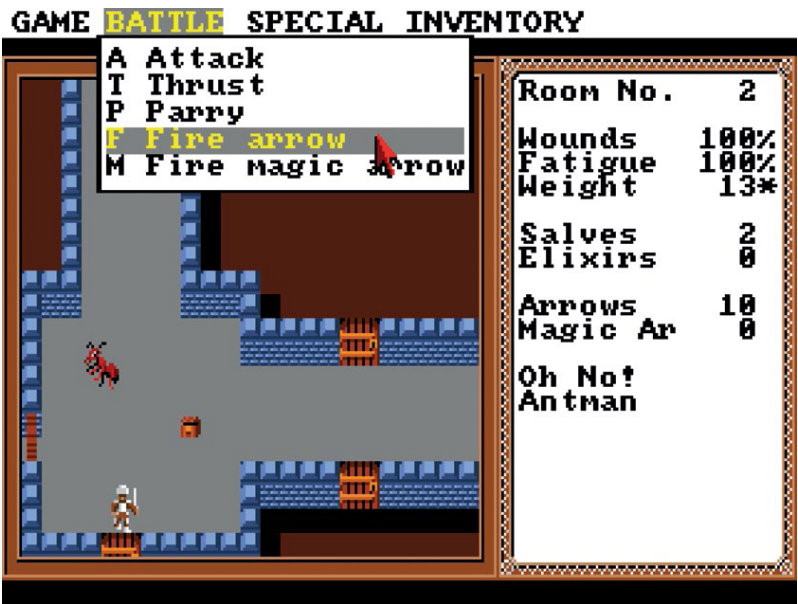 GAME BATTLE SPECIAL INVENTORY
A Attack
T Thrust
P Parry
F Fire arrow
M Fire magic arrow
Room No. 2
Wounds 100%
Fatigue 100%
Weight 13*
Salves 2
Elixirs 0
Arrows 10
Magic Ar 0
Oh No!
Antman